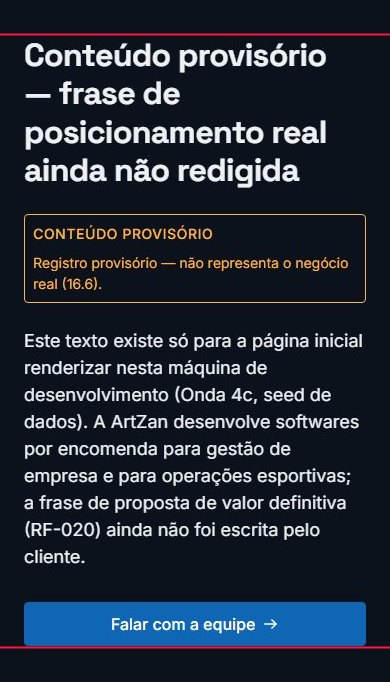 Conteúdo provisório
— frase de
posicionamento real
ainda não redigida
CONTEÚDO PROVISÓRIO
Registro provisório — não representa o negócio
real (16.6).
Este texto existe só para a página inicial
renderizar nesta máquina de
desenvolvimento (Onda 4c, seed de
dados). A ArtZan desenvolve softwares
por encomenda para gestão de
empresa e para operações esportivas;
a frase de proposta de valor definitiva
(RF-020) ainda não foi escrita pelo
cliente.
Falar com a equipe →